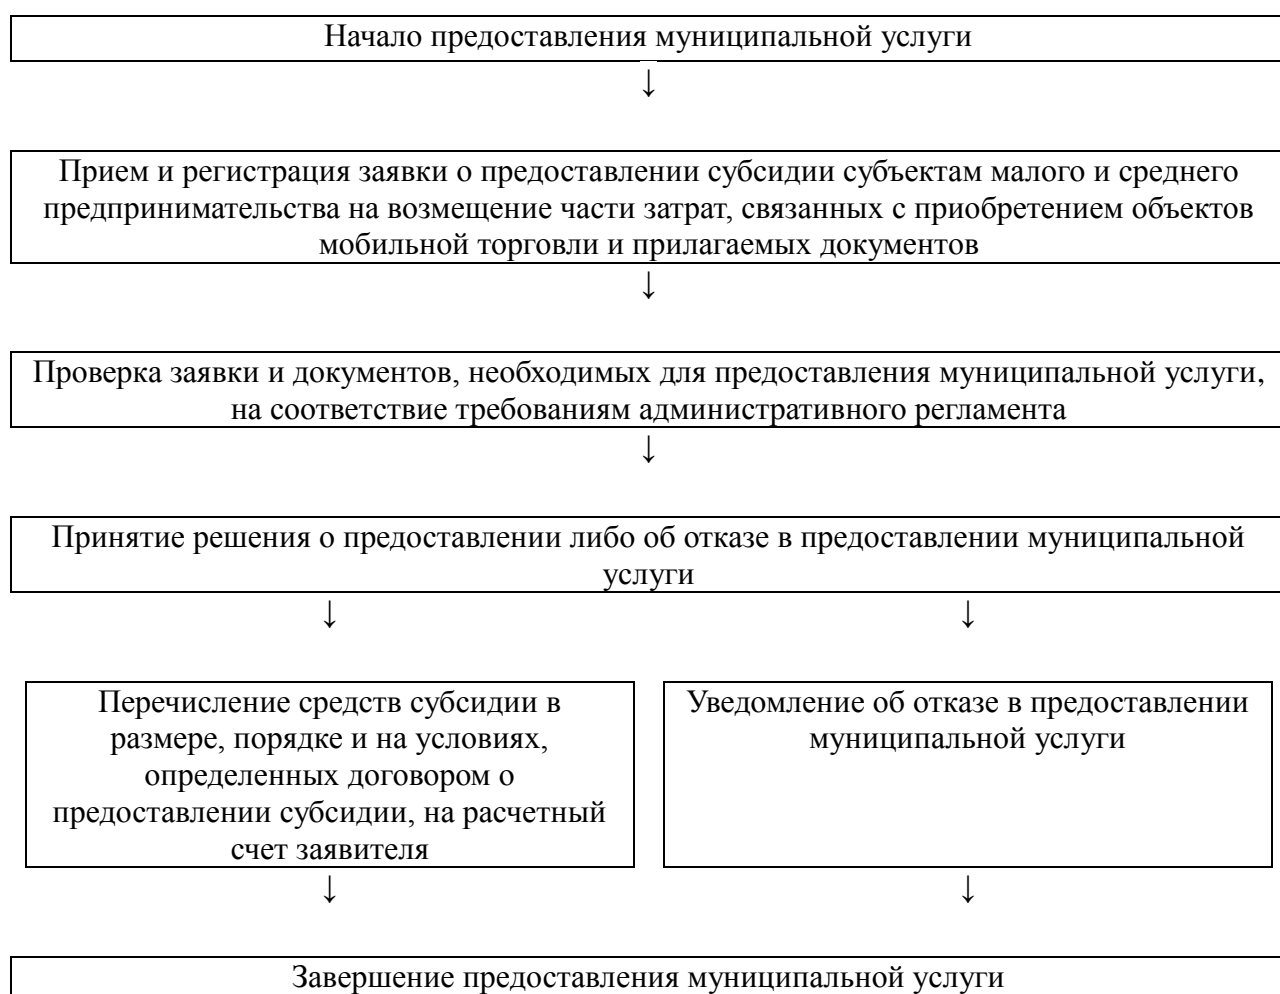 Начало предоставления муниципальной услуги
↓
Прием и регистрация заявки о предоставлении субсидии субъектам малого и среднего
предпринимательства на возмещение части затрат, связанных с приобретением объектов
мобильной торговли и прилагаемых документов
↓
Проверка заявки и документов, необходимых для предоставления муниципальной услуги,
на соответствие требованиям административного регламента
↓
Принятие решения о предоставлении либо об отказе в предоставлении муниципальной
услуги
↓ ↓
Перечисление средств субсидии в
размере, порядке и на условиях,
определенных договором о
предоставлении субсидии, на расчетный
счет заявителя
Уведомление об отказе в предоставлении
муниципальной услуги
↓ ↓
Завершение предоставления муниципальной услуги